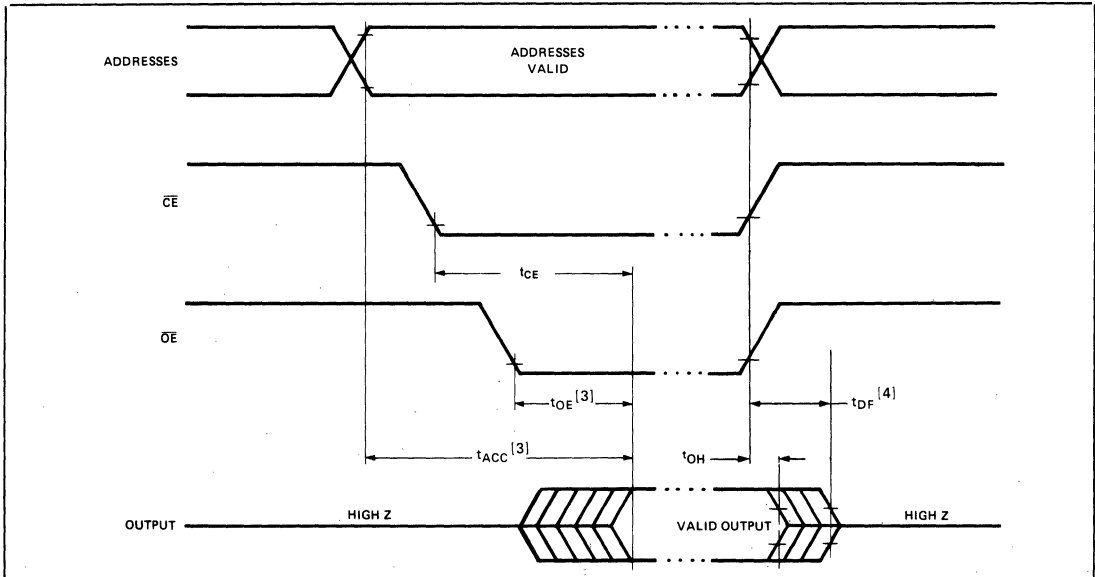 ADDRESSES
ADDRESSES
VALID
CE
tCE
OE
tOE [3]
tDF [4]
tACC [3]
tOH
OUTPUT
HIGH Z
VALID OUTPUT
HIGH Z